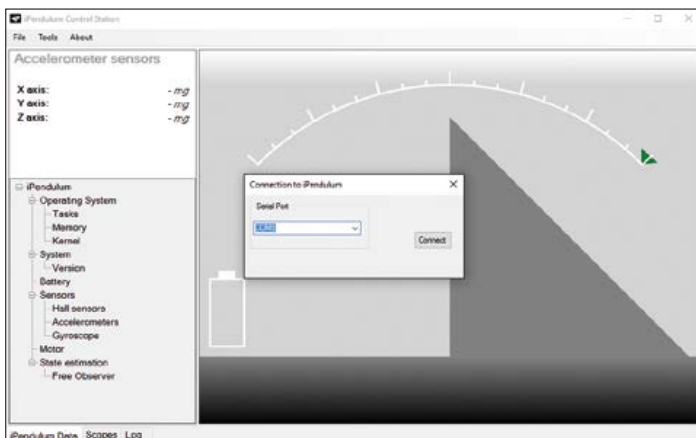 iPendulum Control Station
File Tools About
Accelerometer sensors
X axis: - mg
Y axis: - mg
Z axis: - mg
iPendulum
Operating System
Tasks
Memory
Kernel
System
Version
Battery
Sensors
Hall sensors
Accelerometers
Gyroscope
Motor
State estimation
Free Observer
Connection to iPendulum
Serial Port
Connect
iPendulum Data Scopes Log